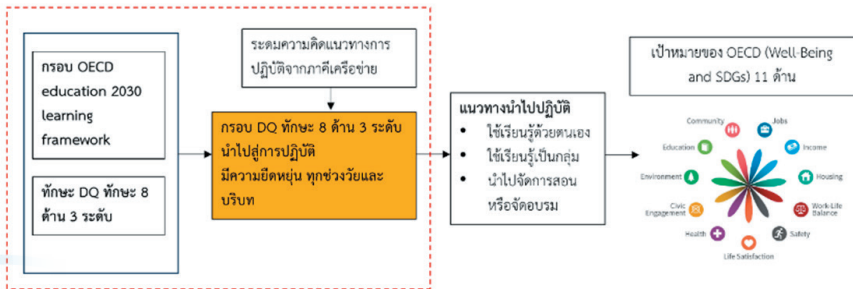 กรอบ OECD
education 2030
learning
framework
ทักษะ DQ ทักษะ 8
ด้าน 3 ระดับ
ระดมความคิดแนวทางการ
ปฏิบัติจากภาคีเครือข่าย
กรอบ DQ ทักษะ 8 ด้าน 3 ระดับ
นำไปสู่การปฏิบัติ
มีความยืดหยุ่น ทุกช่วงวัยและ
บริบท
แนวทางนำไปปฏิบัติ
• ใช้เรียนรู้ด้วยตนเอง
• ใช้เรียนรู้เป็นกลุ่ม
• นำไปจัดการสอน
หรือจัดอบรม
เป้าหมายของ OECD (Well-Being
and SDGs) 11 ด้าน
Community
Jobs
Education
Income
Environment
Housing
Civic
Engagement
Work-Life
Balance
Health
Safety
Life Satisfaction